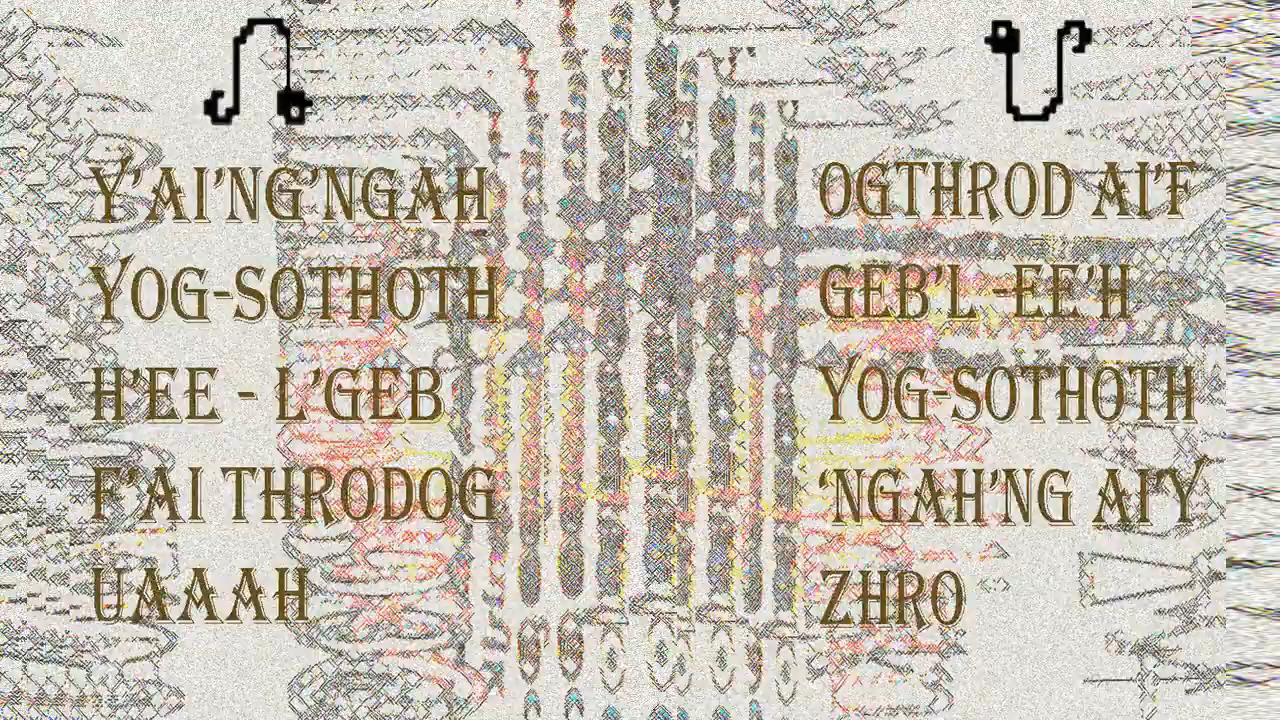 Y'AI'NG'NGAH
YOG-SOTHOTH
H'EE - L'GEB
F'AI THRODOG
UAAAH
OGTHROD AI'F
GEB'L -EE'H
YOG-SOTHOTH
'NGAH'NG AI'Y
ZHRO